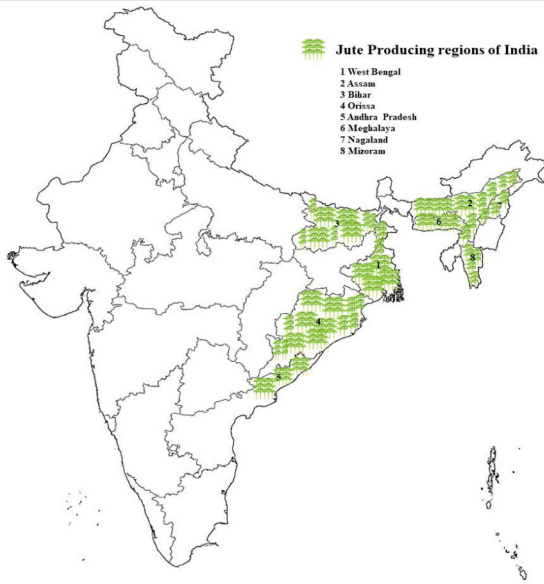 Jute Producing regions of India
1 West Bengal
2 Assam
3 Bihar
4 Orissa
5 Andhra Pradesh
6 Meghalaya
7 Nagaland
8 Mizoram
2
7
6
3
8
1
4
5